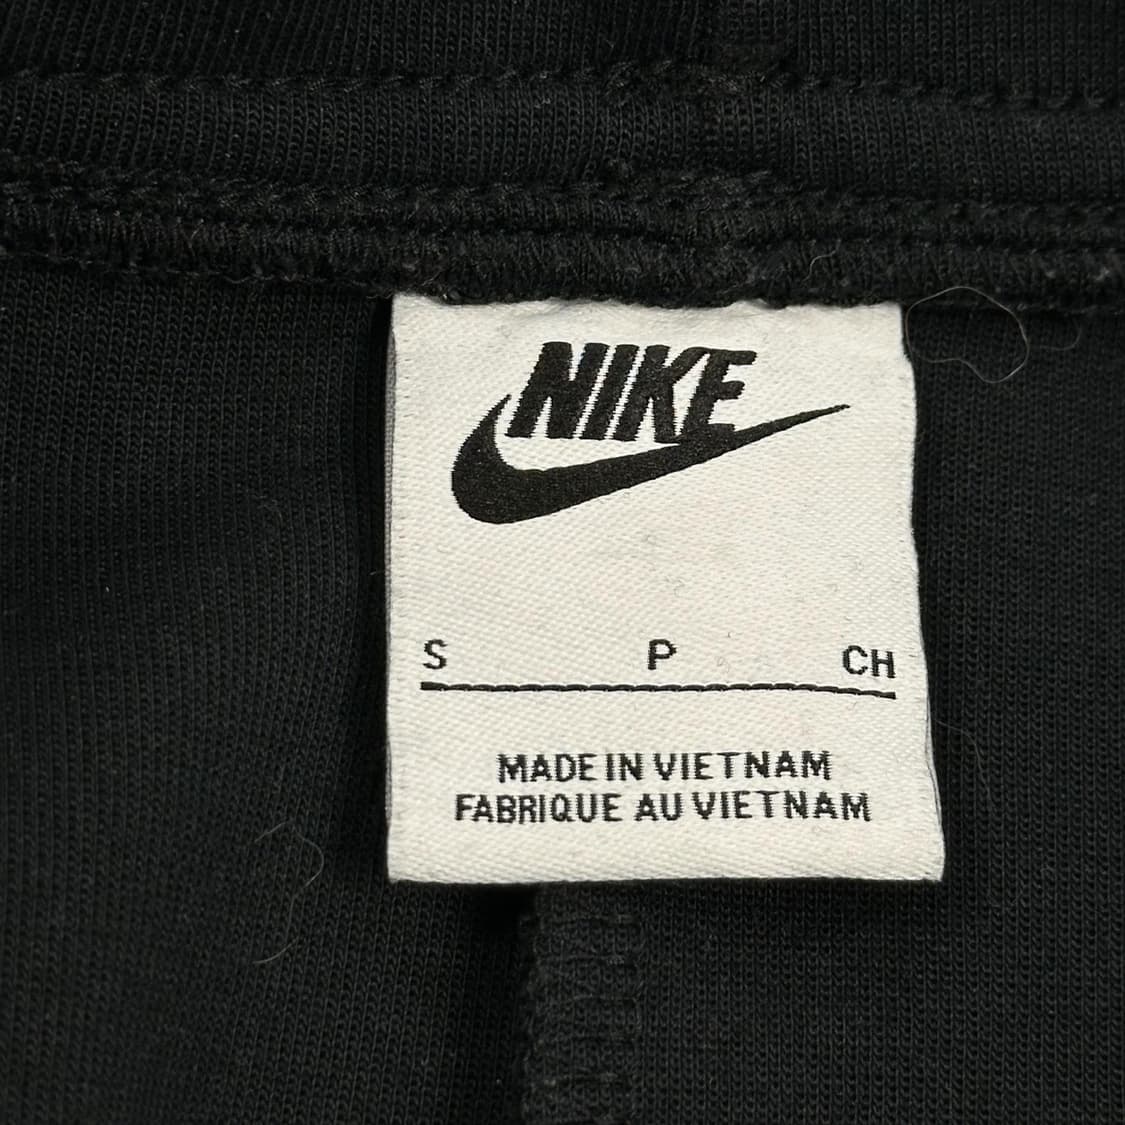 NIKE
S P CH
MADE IN VIETNAM
FABRIQUE AU VIETNAM